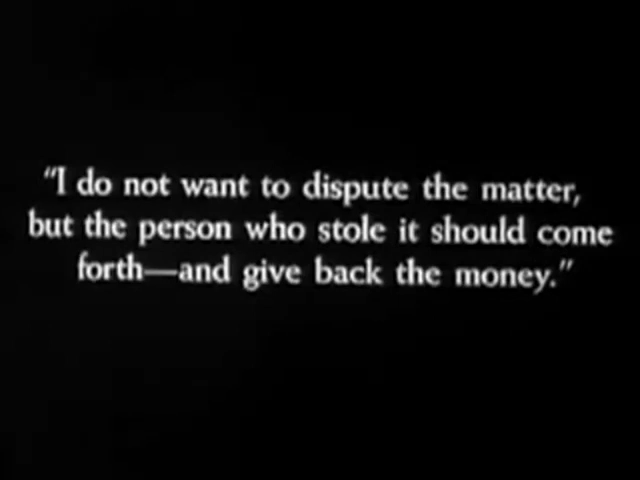 "I do not want to dispute the matter,
but the person who stole it should come
forth—and give back the money."